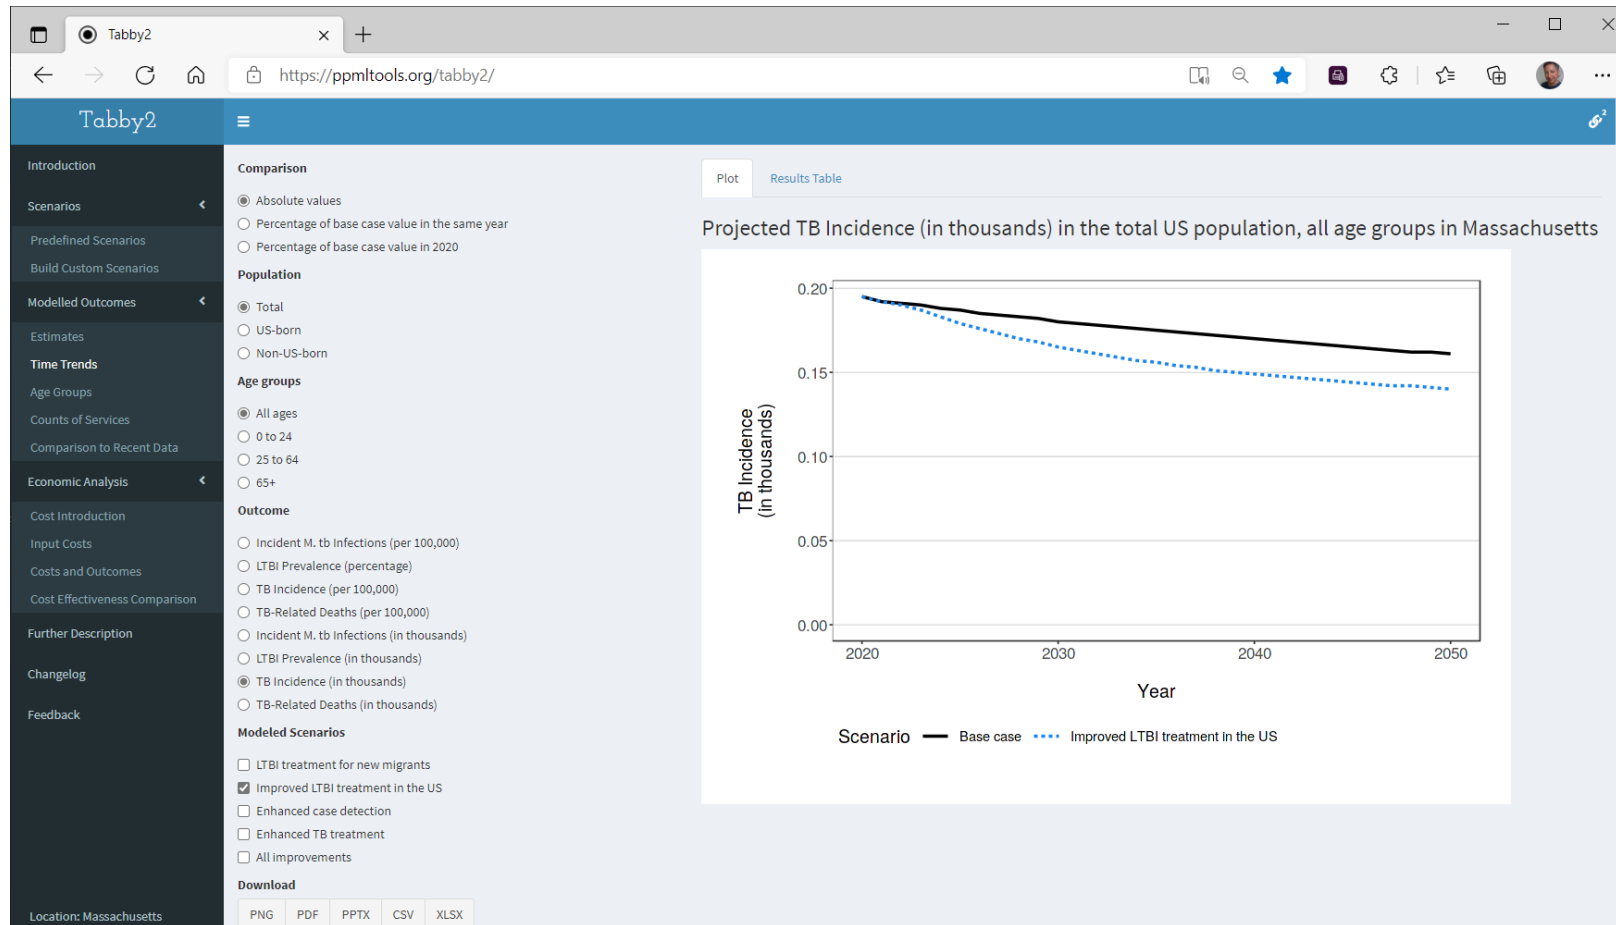 Tabby2
https://ppmltools.org/tabby2/
Tabby2
2
Introduction
Scenarios
Predefined Scenarios
Build Custom Scenarios
Modelled Outcomes
Estimates
Time Trends
Age Groups
Counts of Services
Comparison to Recent Data
Economic Analysis
Cost Introduction
Input Costs
Costs and Outcomes
Cost Effectiveness Comparison
Further Description
Changelog
Feedback
Location: Massachusetts
Comparison
Absolute values
Percentage of base case value in the same year
Percentage of base case value in 2020
Population
Total
US-born
Non-US-born
Age groups
All ages
0 to 24
25 to 64
65+
Outcome
Incident M. tb Infections (per 100,000)
LTBI Prevalence (percentage)
TB Incidence (per 100,000)
TB-Related Deaths (per 100,000)
Incident M. tb Infections (in thousands)
LTBI Prevalence (in thousands)
TB Incidence (in thousands)
TB-Related Deaths (in thousands)
Modeled Scenarios
LTBI treatment for new migrants
Improved LTBI treatment in the US
Enhanced case detection
Enhanced TB treatment
All improvements
Download
PNG PDF PPTX CSV XLSX
Plot Results Table
Projected TB Incidence (in thousands) in the total US population, all age groups in Massachusetts
TB Incidence
(in thousands)
0.20
0.15
0.10
0.05
0.00
2020 2030 2040 2050
Year
Scenario Base case Improved LTBI treatment in the US